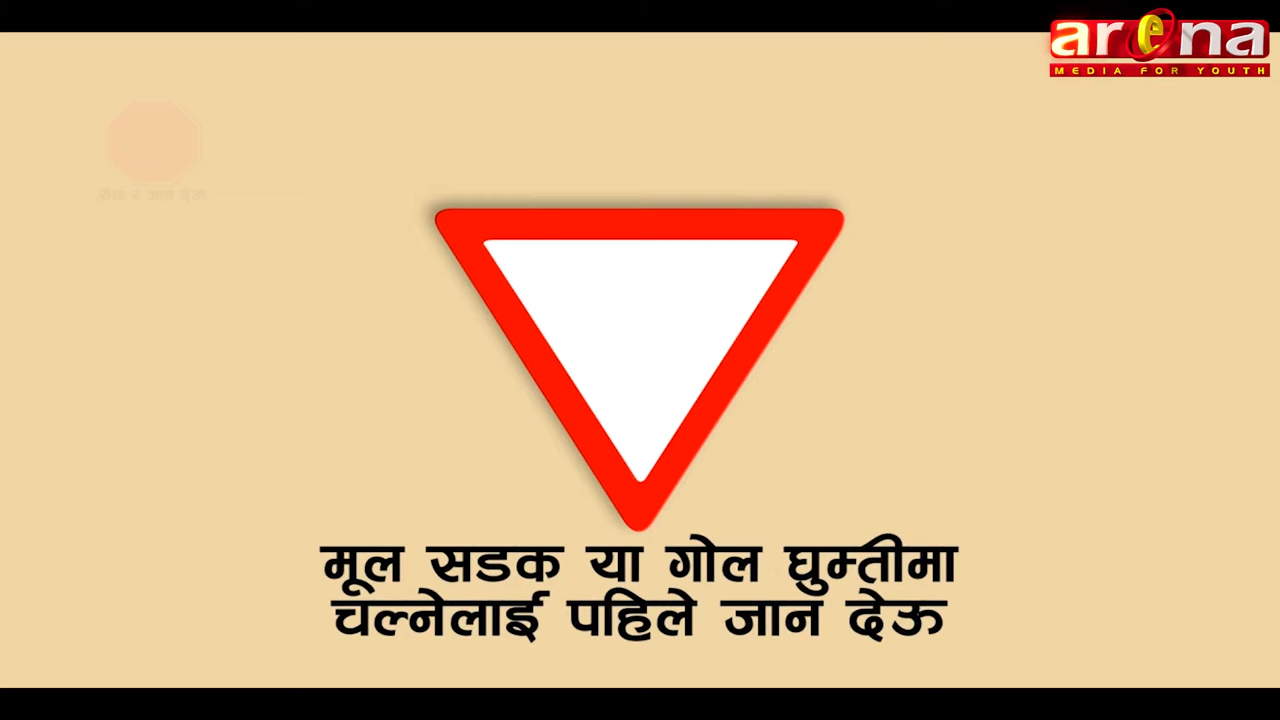 arena
MEDIA FOR YOUTH
मूल सडक या गोल घुम्तीमा
चल्नेलाई पहिले जान देऊ